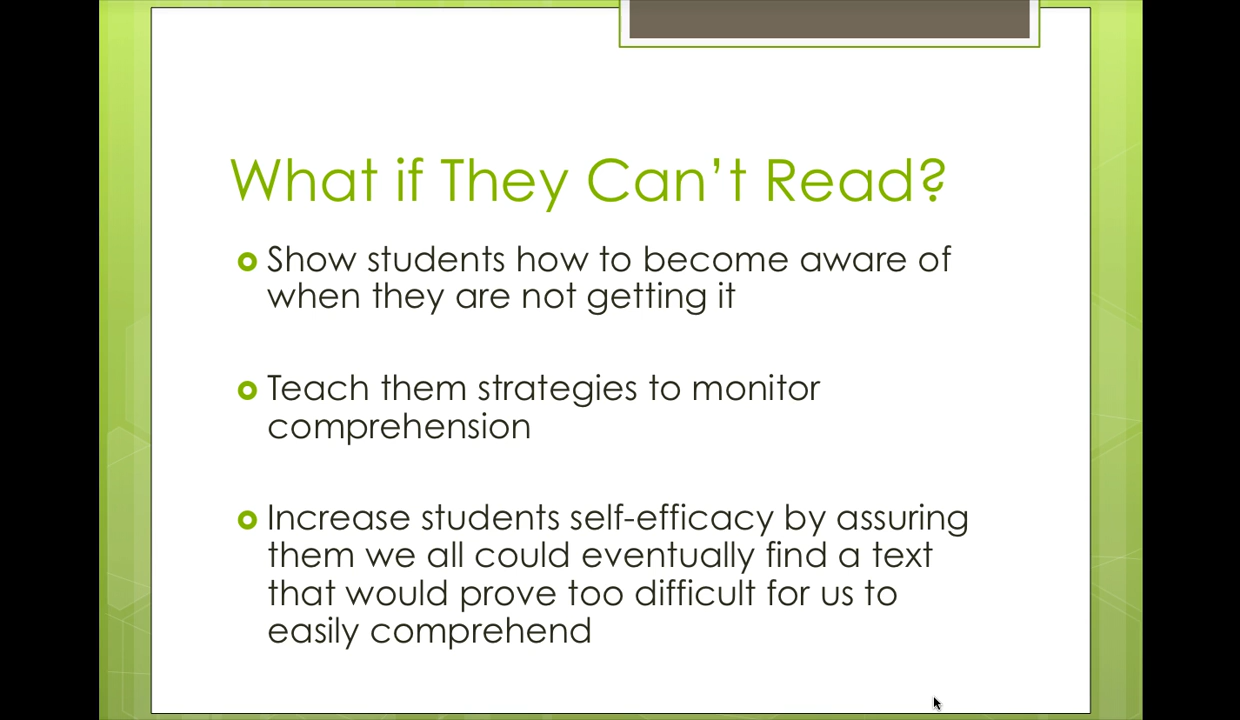 What if They Can’t Read?
Show students how to become aware of
when they are not getting it
Teach them strategies to monitor
comprehension
Increase students self-efficacy by assuring
them we all could eventually find a text
that would prove too difficult for us to
easily comprehend